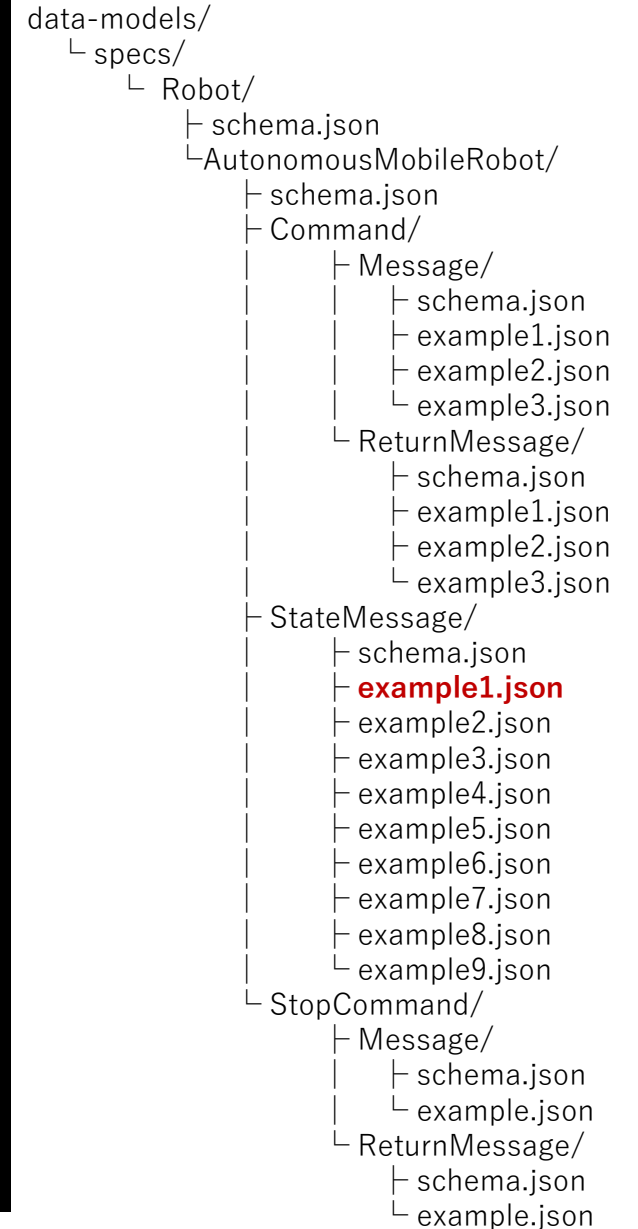 data-models/
└ specs/
└ Robot/
├ schema.json
└AutonomousMobileRobot/
├ schema.json
├ Command/
│ ├ Message/
│ │ ├ schema.json
│ │ ├ example1.json
│ │ ├ example2.json
│ │ └ example3.json
│ └ ReturnMessage/
│ ├ schema.json
│ ├ example1.json
│ ├ example2.json
│ └ example3.json
├ StateMessage/
│ ├ schema.json
│ ├ example1.json
│ ├ example2.json
│ ├ example3.json
│ ├ example4.json
│ ├ example5.json
│ ├ example6.json
│ ├ example7.json
│ ├ example8.json
│ └ example9.json
└ StopCommand/
├ Message/
│ ├ schema.json
│ └ example.json
└ ReturnMessage/
├ schema.json
└ example.json